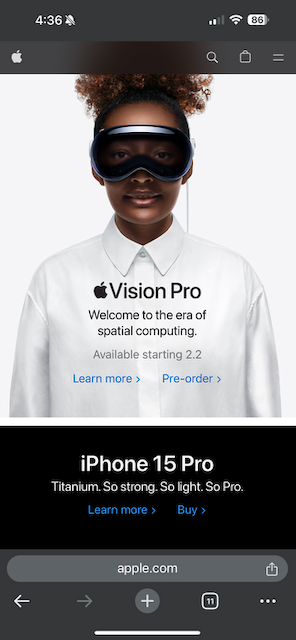 4:36
86
Vision Pro
Welcome to the era of
spatial computing.
Available starting 2.2
Learn more > Pre-order >
iPhone 15 Pro
Titanium. So strong. So light. So Pro.
Learn more > Buy >
apple.com
11